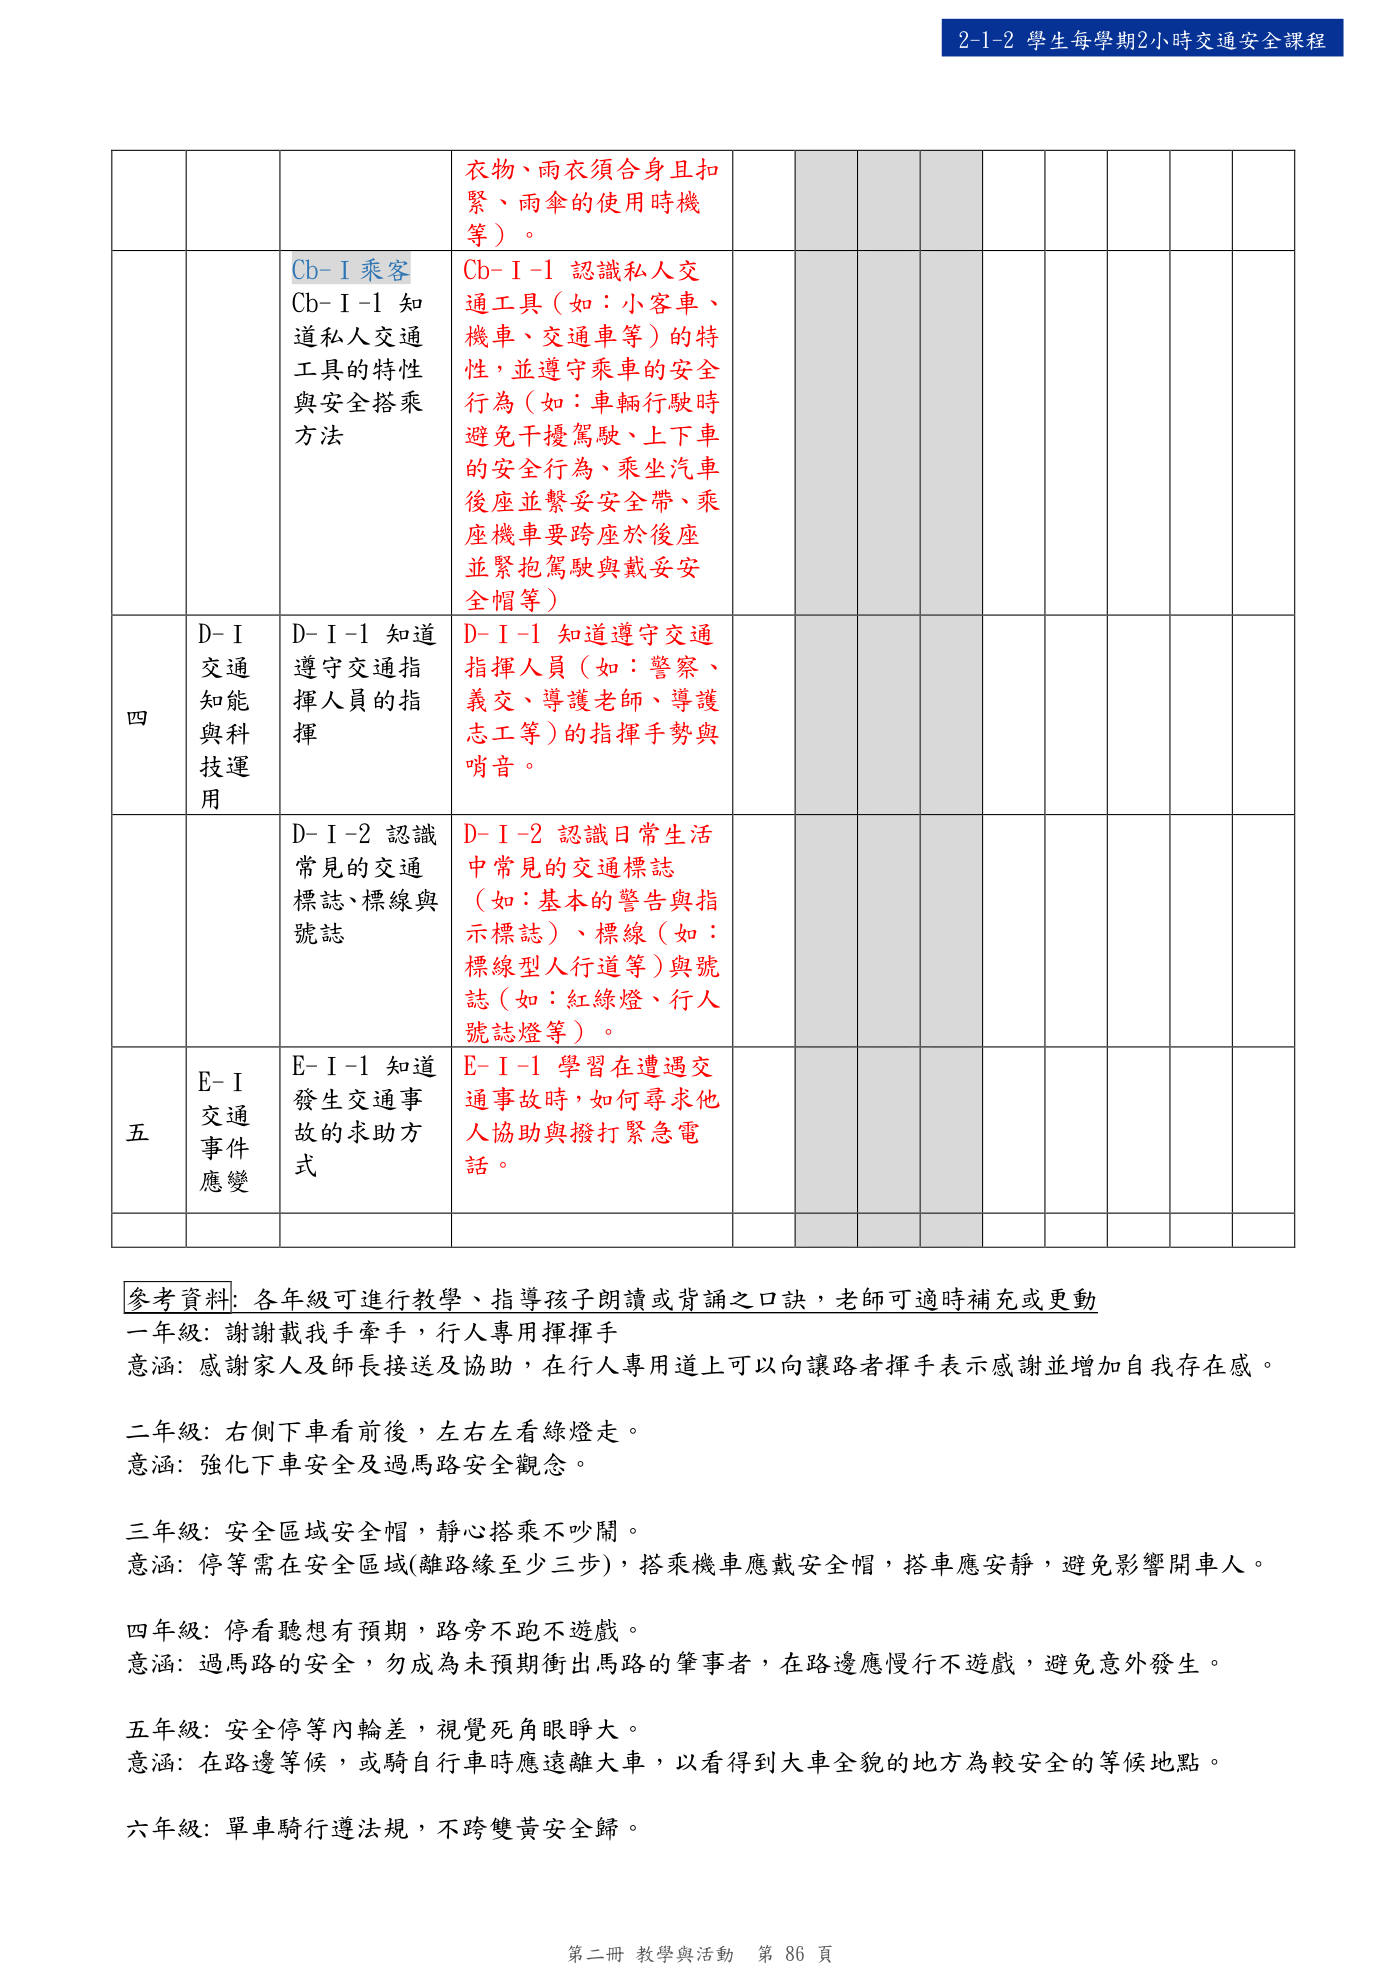 2-1-2 學生每學期2小時交通安全課程
衣物、雨衣須合身且扣
緊、雨傘的使用時機
等）。
Cb-Ⅰ乘客
Cb-Ⅰ-1 知
道私人交通
工具的特性
與安全搭乘
方法
Cb-Ⅰ-1 認識私人交
通工具（如：小客車、
機車、交通車等）的特
性，並遵守乘車的安全
行為（如：車輛行駛時
避免干擾駕駛、上下車
的安全行為、乘坐汽車
後座並繫妥安全帶、乘
座機車要跨座於後座
並緊抱駕駛與戴妥安
全帽等）
四
D-Ⅰ
交通
知能
與科
技運
用
D-Ⅰ-1 知道
遵守交通指
揮人員的指
揮
D-Ⅰ-1 知道遵守交通
指揮人員（如：警察、
義交、導護老師、導護
志工等）的指揮手勢與
哨音。
D-Ⅰ-2 認識
常見的交通
標誌、標線與
號誌
D-Ⅰ-2 認識日常生活
中常見的交通標誌
（如：基本的警告與指
示標誌）、標線（如：
標線型人行道等）與號
誌（如：紅綠燈、行人
號誌燈等）。
五
E-Ⅰ
交通
事件
應變
E-Ⅰ-1 知道
發生交通事
故的求助方
式
E-Ⅰ-1 學習在遭遇交
通事故時，如何尋求他
人協助與撥打緊急電
話。
參考資料: 各年級可進行教學、指導孩子朗讀或背誦之口訣，老師可適時補充或更動
一年級: 謝謝載我手牽手，行人專用揮揮手
意涵: 感謝家人及師長接送及協助，在行人專用道上可以向讓路者揮手表示感謝並增加自我存在感。
二年級: 右側下車看前後，左右左看綠燈走。
意涵: 強化下車安全及過馬路安全觀念。
三年級: 安全區域安全帽，靜心搭乘不吵鬧。
意涵: 停等需在安全區域(離路緣至少三步)，搭乘機車應戴安全帽，搭車應安靜，避免影響開車人。
四年級: 停看聽想有預期，路旁不跑不遊戲。
意涵: 過馬路的安全，勿成為未預期衝出馬路的肇事者，在路邊應慢行不遊戲，避免意外發生。
五年級: 安全停等內輪差，視覺死角眼睜大。
意涵: 在路邊等候，或騎自行車時應遠離大車，以看得到大車全貌的地方為較安全的等候地點。
六年級: 單車騎行遵法規，不跨雙黃安全歸。
第二冊 教學與活動 第 86 頁